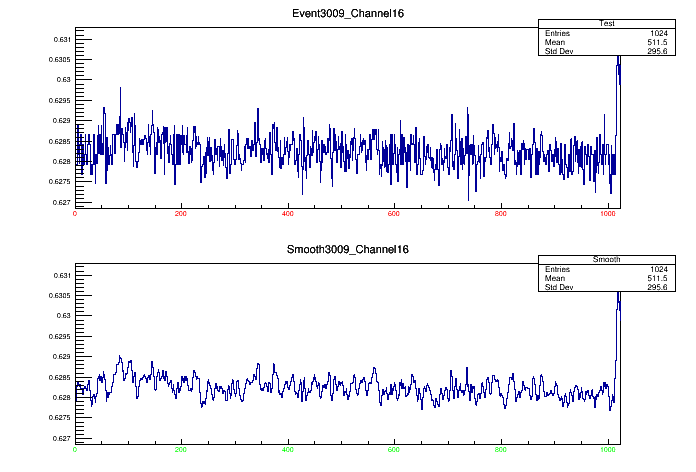 Event3009_Channel16
Test
Entries 1024
Mean 511.5
Std Dev 295.6
0.631
0.6305
0.63
0.6295
0.629
0.6285
0.628
0.6275
0.627
0 200 400 600 800 1000
Smooth3009_Channel16
Smooth
Entries 1024
Mean 511.5
Std Dev 295.6
0.631
0.6305
0.63
0.6295
0.629
0.6285
0.628
0.6275
0.627
0 200 400 600 800 1000